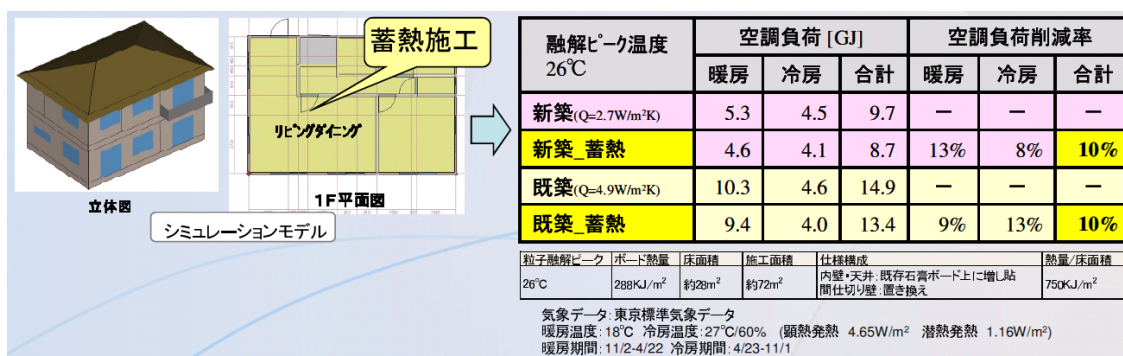 蓄熱施工
リビングダイニング
立体図
1F平面図
シミュレーションモデル
融解ピーク温度
26℃
空調負荷 [GJ] 空調負荷削減率
暖房 冷房 合計 暖房 冷房 合計
新築(Q=2.7W/m²K) 5.3 4.5 9.7 － － －
新築_蓄熱 4.6 4.1 8.7 13% 8% 10%
既築(Q=4.9W/m²K) 10.3 4.6 14.9 － － －
既築_蓄熱 9.4 4.0 13.4 9% 13% 10%
粒子融解ピーク ボード熱量 床面積 施工面積 仕様構成 熱量/床面積
26℃ 288KJ/m² 約28m² 約72m² 内壁・天井：既存石膏ボード上に増し貼 750KJ/m²
間仕切り壁：置き換え
気象データ：東京標準気象データ
暖房温度：18℃ 冷房温度：27℃/60% (顕熱発熱 4.65W/m² 潜熱発熱 1.16W/m²)
暖房期間：11/2-4/22 冷房期間：4/23-11/1